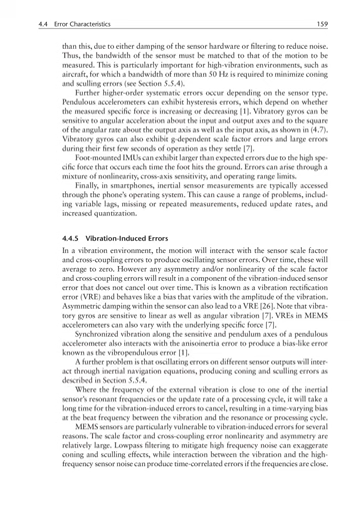 4.4 Error Characteristics 159
than this, due to either damping of the sensor hardware or filtering to reduce noise.
Thus, the bandwidth of the sensor must be matched to that of the motion to be
measured. This is particularly important for high-vibration environments, such as
aircraft, for which a bandwidth of more than 50 Hz is required to minimize coning
and sculling errors (see Section 5.5.4).
Further higher-order systematic errors occur depending on the sensor type.
Pendulous accelerometers can exhibit hysteresis errors, which depend on whether
the measured specific force is increasing or decreasing [1]. Vibratory gyros can be
sensitive to angular acceleration about the input and output axes and to the square
of the angular rate about the output axis as well as the input axis, as shown in (4.7).
Vibratory gyros can also exhibit g-dependent scale factor errors and large errors
during their first few seconds of operation as they settle [7].
Foot-mounted IMUs can exhibit larger than expected errors due to the high spe-
cific force that occurs each time the foot hits the ground. Errors can arise through a
mixture of nonlinearity, cross-axis sensitivity, and operating range limits.
Finally, in smartphones, inertial sensor measurements are typically accessed
through the phone's operating system. This can cause a range of problems, includ-
ing variable lags, missing or repeated measurements, reduced update rates, and
increased quantization.
4.4.5 Vibration-Induced Errors
In a vibration environment, the motion will interact with the sensor scale factor
and cross-coupling errors to produce oscillating sensor errors. Over time, these will
average to zero. However any asymmetry and/or nonlinearity of the scale factor
and cross-coupling errors will result in a component of the vibration-induced sensor
error that does not cancel out over time. This is known as a vibration rectification
error (VRE) and behaves like a bias that varies with the amplitude of the vibration.
Asymmetric damping within the sensor can also lead to a VRE [26]. Note that vibra-
tory gyros are sensitive to linear as well as angular vibration [7]. VREs in MEMS
accelerometers can also vary with the underlying specific force [7].
Synchronized vibration along the sensitive and pendulum axes of a pendulous
accelerometer also interacts with the anisoinertia error to produce a bias-like error
known as the vibropendulous error [1].
A further problem is that oscillating errors on different sensor outputs will inter-
act through inertial navigation equations, producing coning and sculling errors as
described in Section 5.5.4.
Where the frequency of the external vibration is close to one of the inertial
sensor's resonant frequencies or the update rate of a processing cycle, it will take a
long time for the vibration-induced errors to cancel, resulting in a time-varying bias
at the beat frequency between the vibration and the resonance or processing cycle.
MEMS sensors are particularly vulnerable to vibration-induced errors for several
reasons. The scale factor and cross-coupling error nonlinearity and asymmetry are
relatively large. Lowpass filtering to mitigate high frequency noise can exaggerate
coning and sculling effects, while interaction between the vibration and the high-
frequency sensor noise can produce time-correlated errors if the frequencies are close.